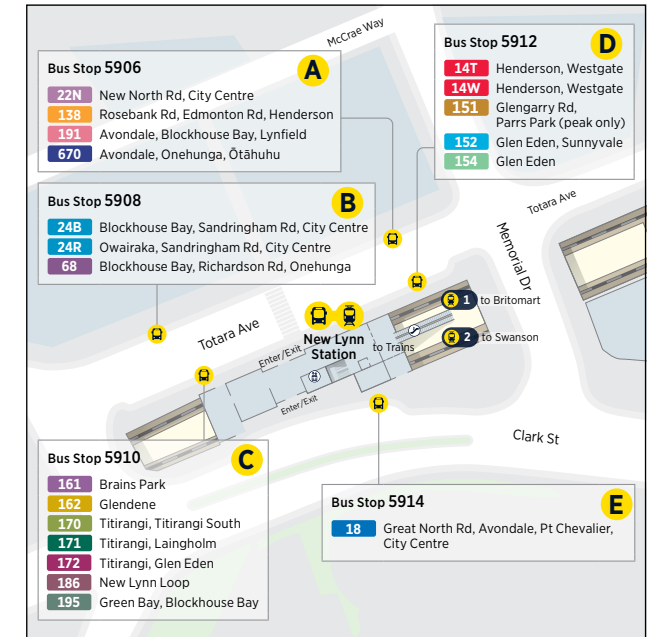 McCrae Way
Bus Stop 5906
A
22N New North Rd, City Centre
138 Rosebank Rd, Edmonton Rd, Henderson
191 Avondale, Blockhouse Bay, Lynfield
670 Avondale, Onehunga, Ōtāhuhu
Bus Stop 5912
D
14T Henderson, Westgate
14W Henderson, Westgate
151 Glengarry Rd,
Parrs Park (peak only)
152 Glen Eden, Sunnyvale
154 Glen Eden
Bus Stop 5908
B
24B Blockhouse Bay, Sandringham Rd, City Centre
24R Owairaka, Sandringham Rd, City Centre
68 Blockhouse Bay, Richardson Rd, Onehunga
Totara Ave
Memorial Dr
1 to Britomart
2 to Swanson
New Lynn
Station
to Trains
Totara Ave
Enter/Exit
Enter/Exit
Clark St
Bus Stop 5910
C
161 Brains Park
162 Glendene
170 Titirangi, Titirangi South
171 Titirangi, Laingholm
172 Titirangi, Glen Eden
186 New Lynn Loop
195 Green Bay, Blockhouse Bay
Bus Stop 5914
E
18 Great North Rd, Avondale, Pt Chevalier,
City Centre